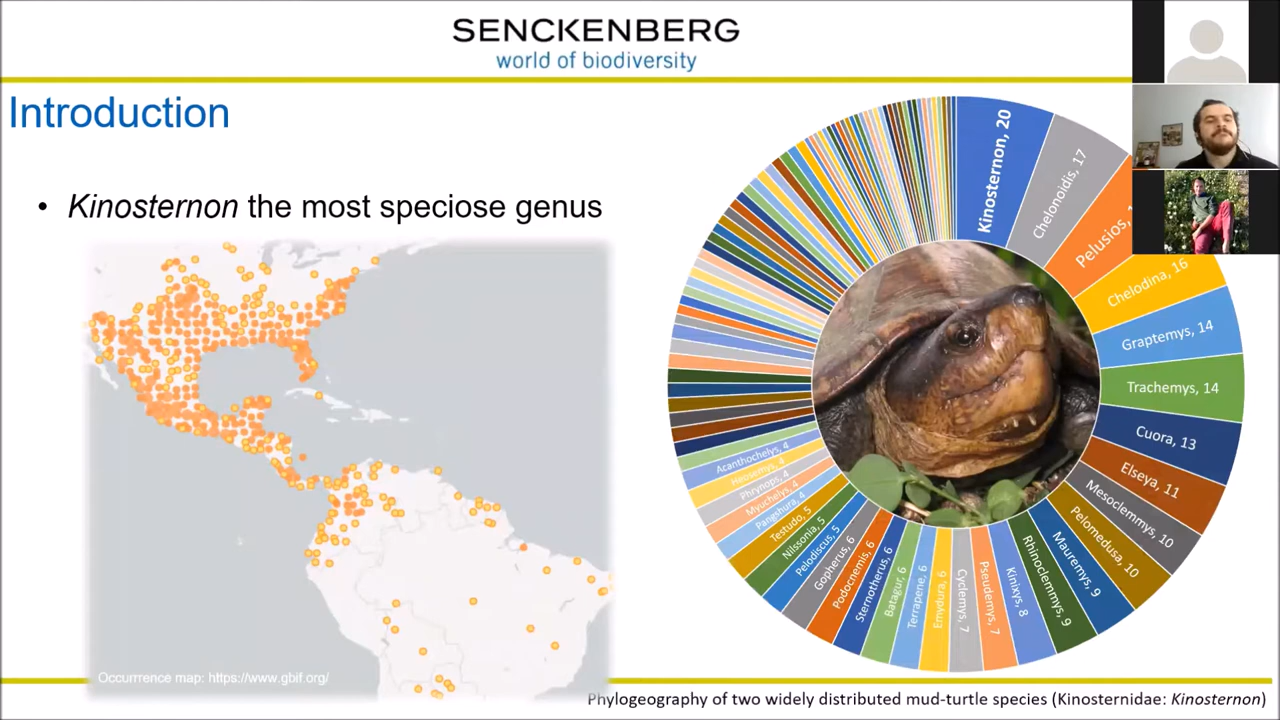 SENCKENBERG
world of biodiversity
Introduction
• Kinosternon the most speciose genus
Kinosternon, 20
Chelonoidis, 17
Pelusios,
Chelodina, 16
Graptemys, 14
Trachemys, 14
Cuora, 13
Elseya, 11
Mesoclemmys, 10
Pelomedusa, 10
Mauremys, 9
Rhinoclemmys, 9
Kinixys, 8
Pseudemys, 7
Cyclemys, 7
Emydura, 6
Terrapene, 6
Batagur, 6
Sternotherus, 6
Podocnemis, 6
Gopherus, 6
Pelodiscus, 5
Nilssonia, 5
Testudo, 5
Pangshura, 4
Myuchelys, 4
Phrynops, 4
Heosemys, 4
Acanthochelys, 4
Occurrrence map: https://www.gbif.org/
Phylogeography of two widely distributed mud-turtle species (Kinosternidae: Kinosternon)